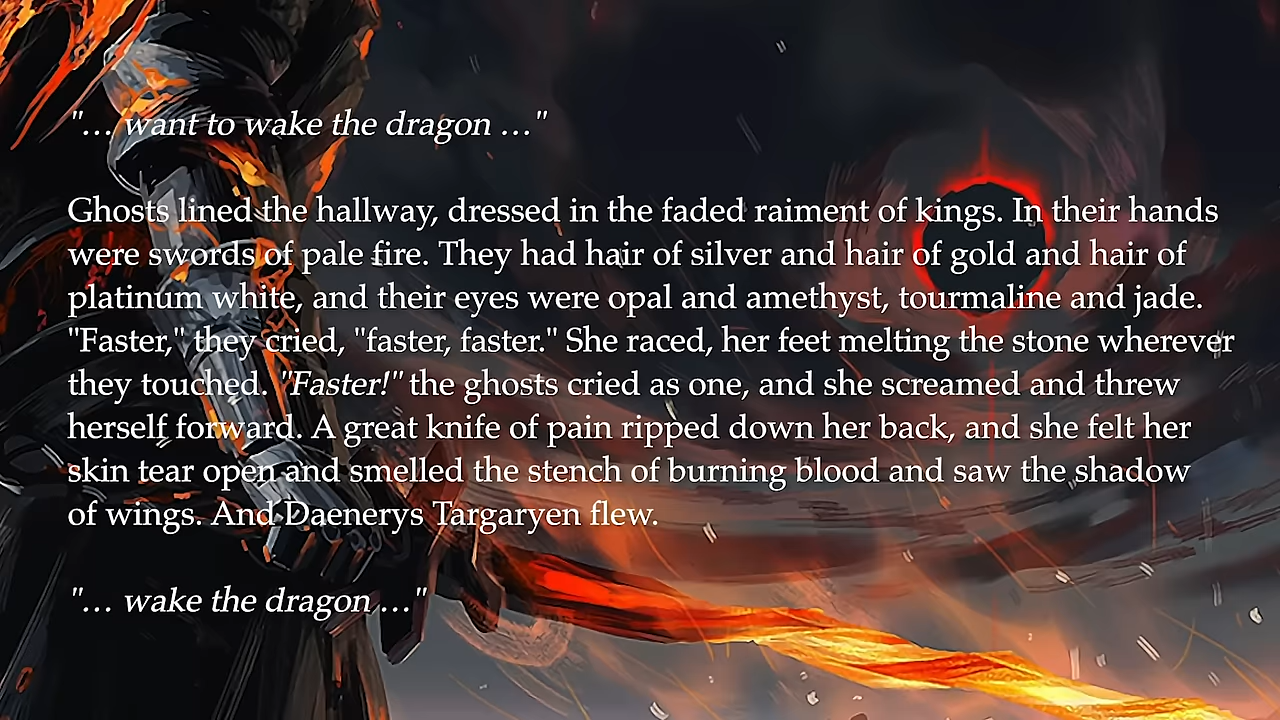 "… want to wake the dragon …"
Ghosts lined the hallway, dressed in the faded raiment of kings. In their hands
were swords of pale fire. They had hair of silver and hair of gold and hair of
platinum white, and their eyes were opal and amethyst, tourmaline and jade.
"Faster," they cried, "faster, faster." She raced, her feet melting the stone wherever
they touched. "Faster!" the ghosts cried as one, and she screamed and threw
herself forward. A great knife of pain ripped down her back, and she felt her
skin tear open and smelled the stench of burning blood and saw the shadow
of wings. And Daenerys Targaryen flew.
"… wake the dragon …"